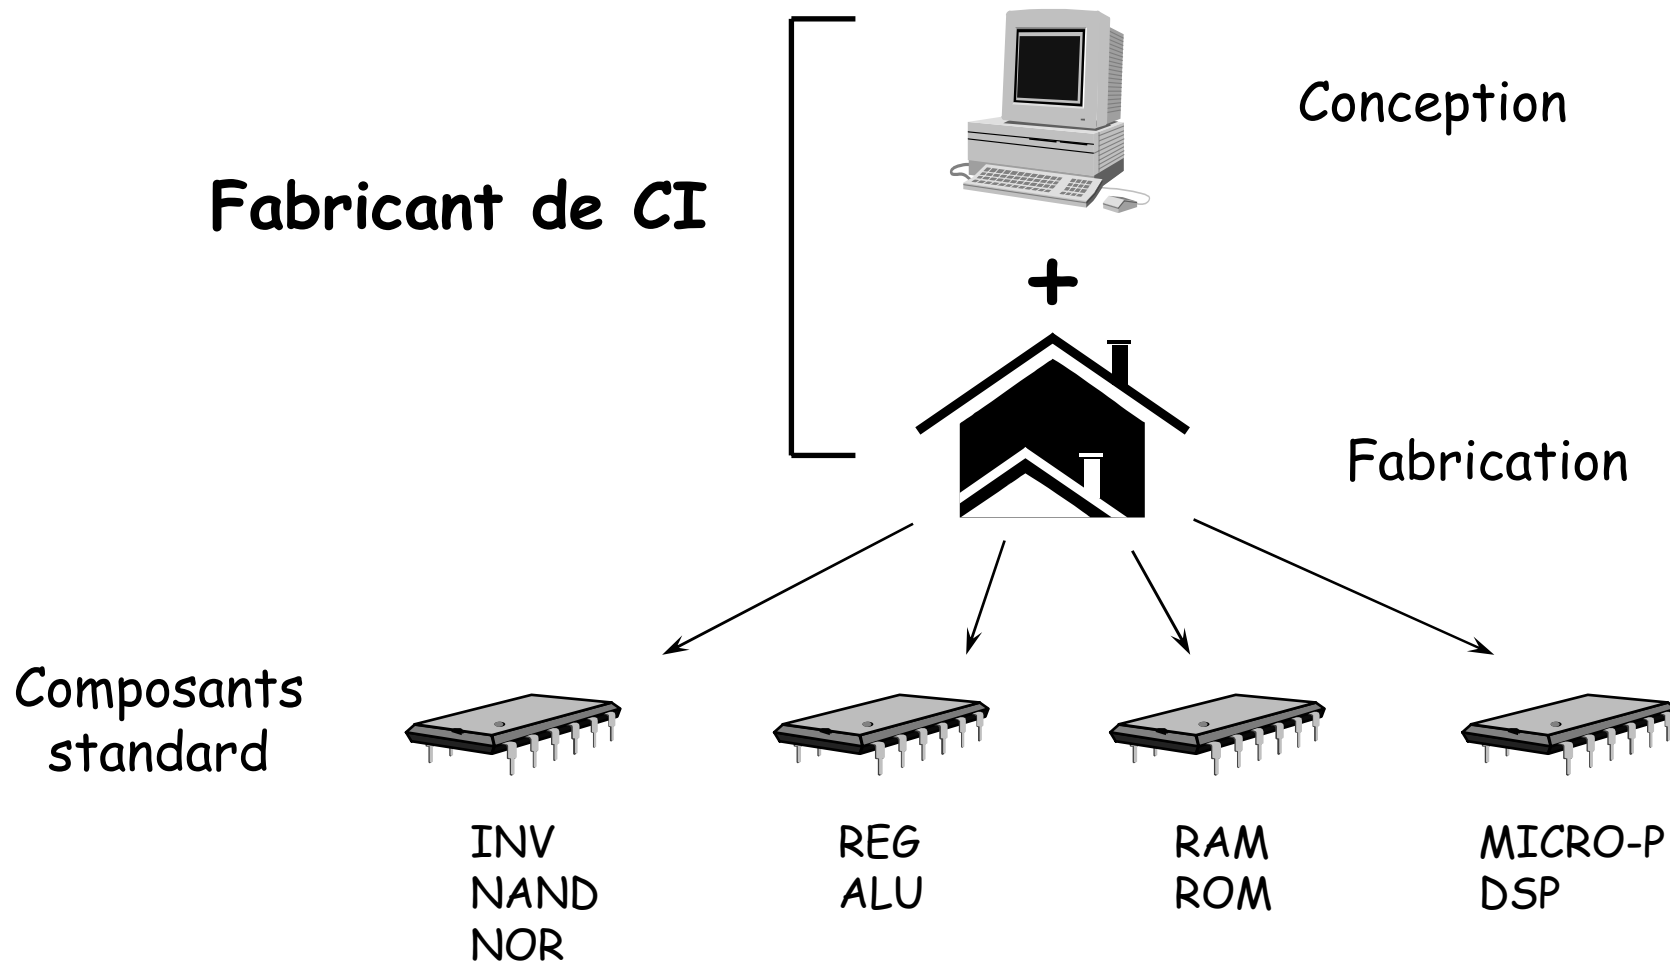 Conception
Fabricant de CI
+
Fabrication
Composants
standard
INV
NAND
NOR
REG
ALU
RAM
ROM
MICRO-P
DSP